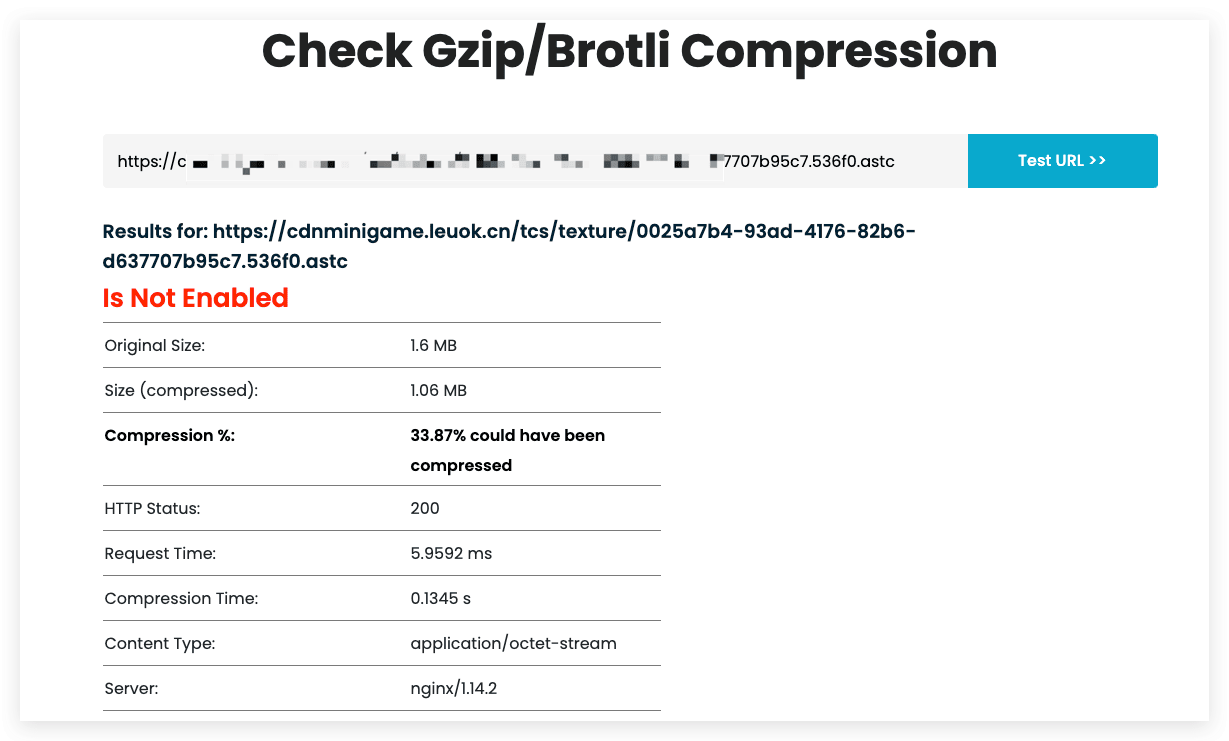 Check Gzip/Brotli Compression
https://c 7707b95c7.536f0.astc Test URL >>
Results for: https://cdnminigame.leuok.cn/tcs/texture/0025a7b4-93ad-4176-82b6-
d637707b95c7.536f0.astc
Is Not Enabled
Original Size: 1.6 MB
Size (compressed): 1.06 MB
Compression %: 33.87% could have been
compressed
HTTP Status: 200
Request Time: 5.9592 ms
Compression Time: 0.1345 s
Content Type: application/octet-stream
Server: nginx/1.14.2